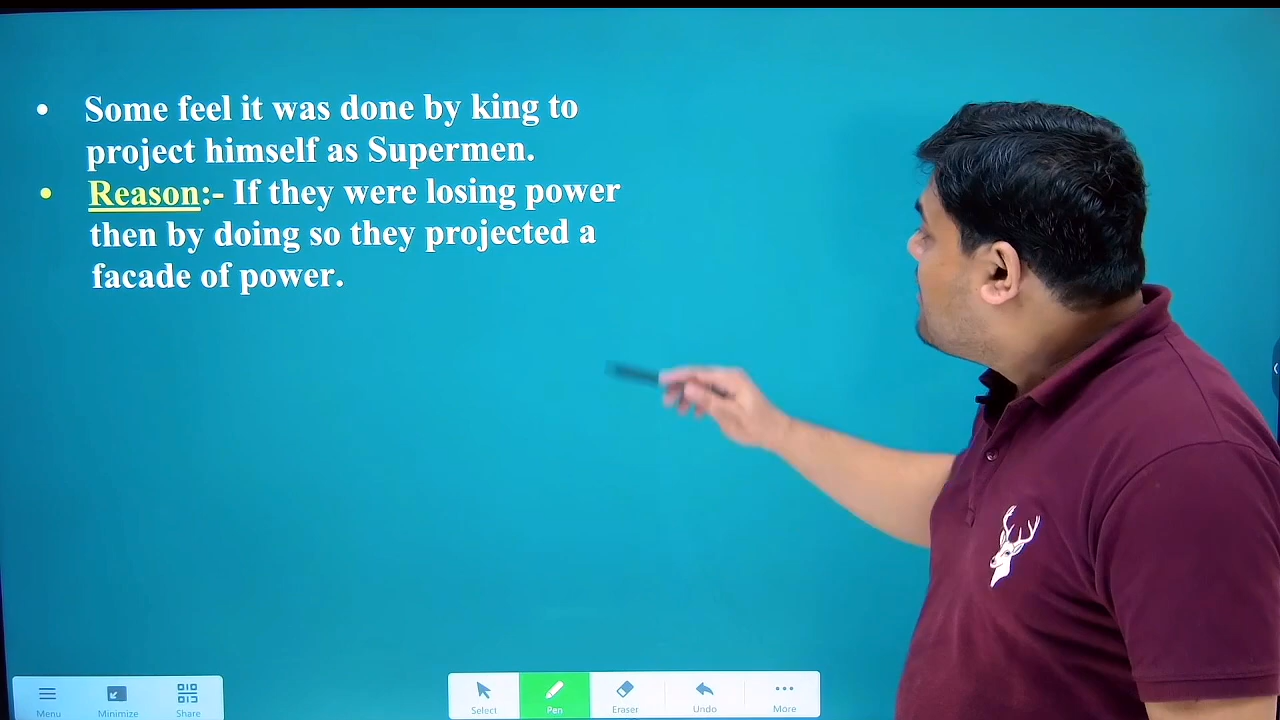 • Some feel it was done by king to
project himself as Supermen.
• Reason:- If they were losing power
then by doing so they projected a
facade of power.
Menu Minimize Share Select Pen Eraser Undo More